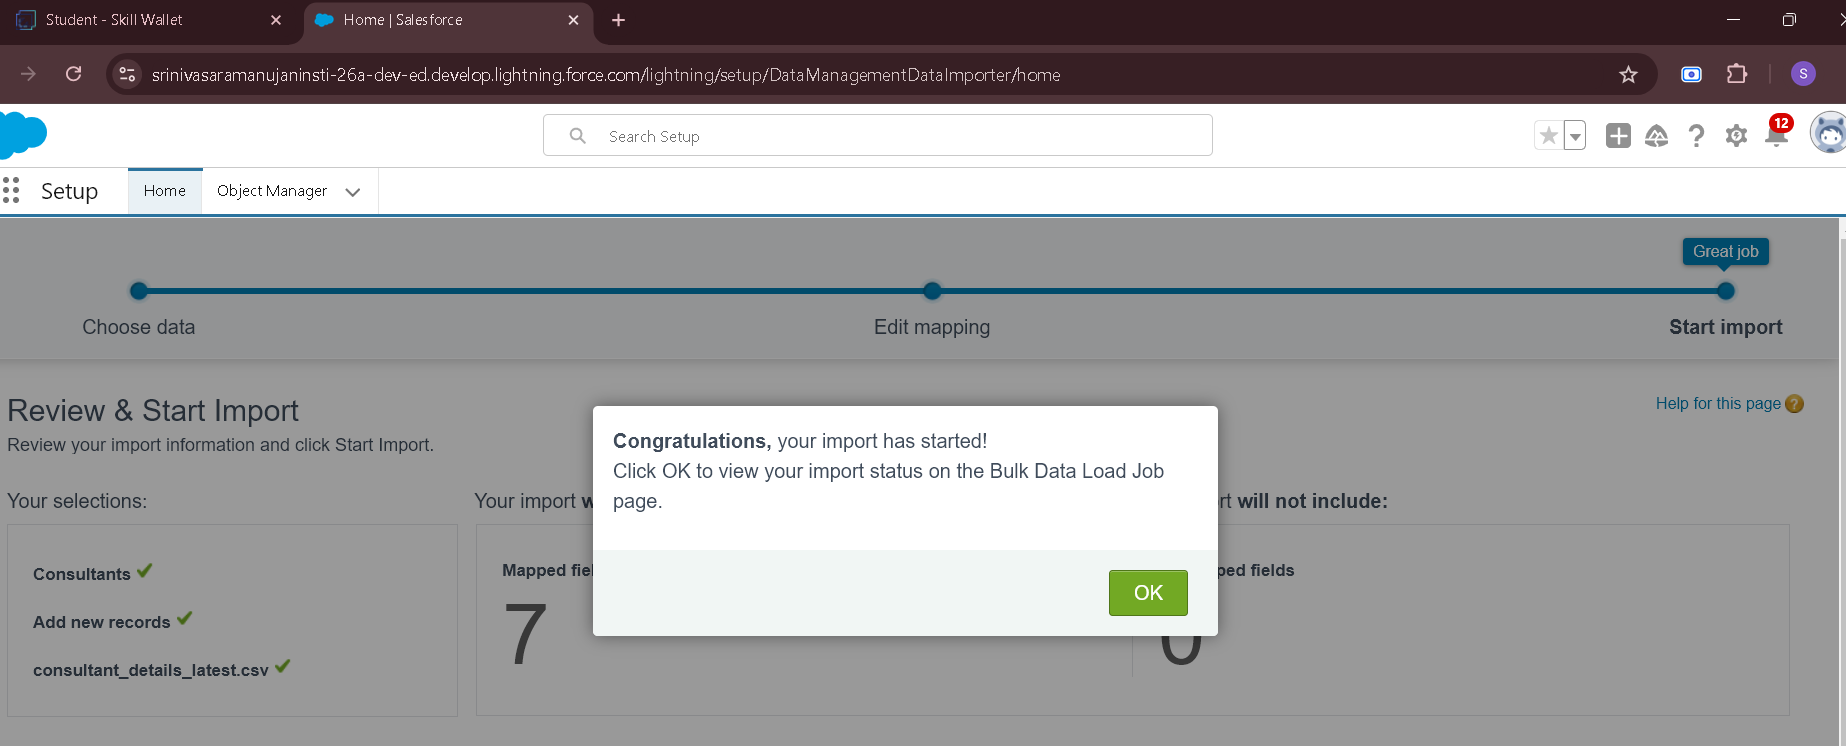 Student - Skill Wallet
Home | Salesforce
srinivasaramanujaninsti-26a-dev-ed.develop.lightning.force.com/lightning/setup/DataManagementDataImporter/home
S
Search Setup
12
Setup
Home
Object Manager
Great job
Choose data
Edit mapping
Start import
Review & Start Import
Help for this page
Review your import information and click Start Import.
Congratulations, your import has started!
Click OK to view your import status on the Bulk Data Load Job
page.
OK
Your selections:
Your import
will not include:
Consultants
Add new records
consultant_details_latest.csv
Mapped
7
fields
0